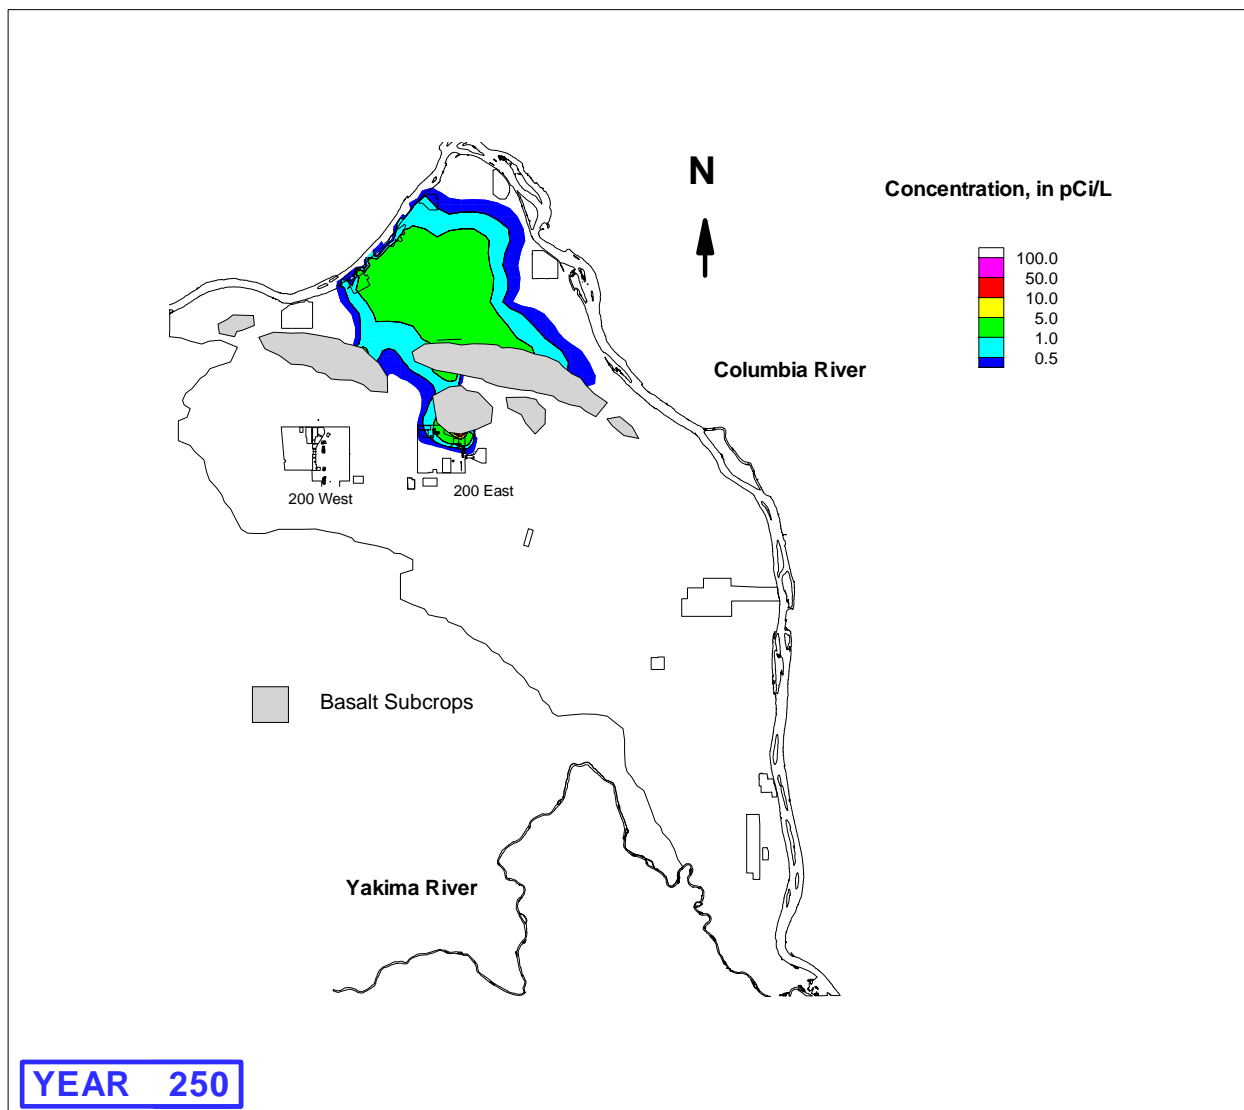 N
Concentration, in pCi/L
100.0
50.0
10.0
5.0
1.0
0.5
Columbia River
200 West
200 East
Basalt Subcrops
Yakima River
YEAR 250